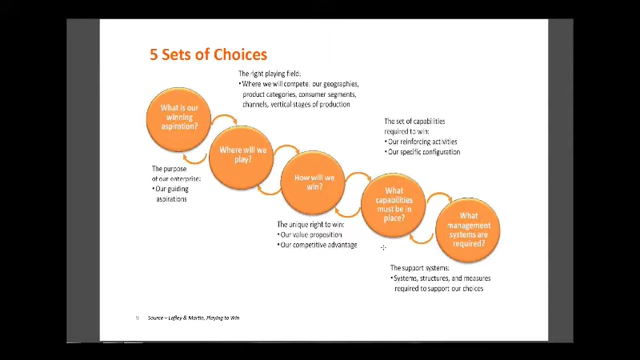 5 Sets of Choices
The right playing field:
• Where we will compete: our geographies,
product categories, consumer segments,
channels, vertical stages of production
What is our
winning
aspiration?
The set of capabilities
required to win:
• Our reinforcing activities
• Our specific configuration
Where will we
play?
The purpose
of our enterprise:
• Our guiding
aspirations
How will we
win?
What
capabilities
must be in
place?
The unique right to win:
• Our value proposition
• Our competitive advantage
What
management
systems are
required?
The support systems:
• Systems, structures, and measures
required to support our choices
Source – Lafley & Martin, Playing to Win